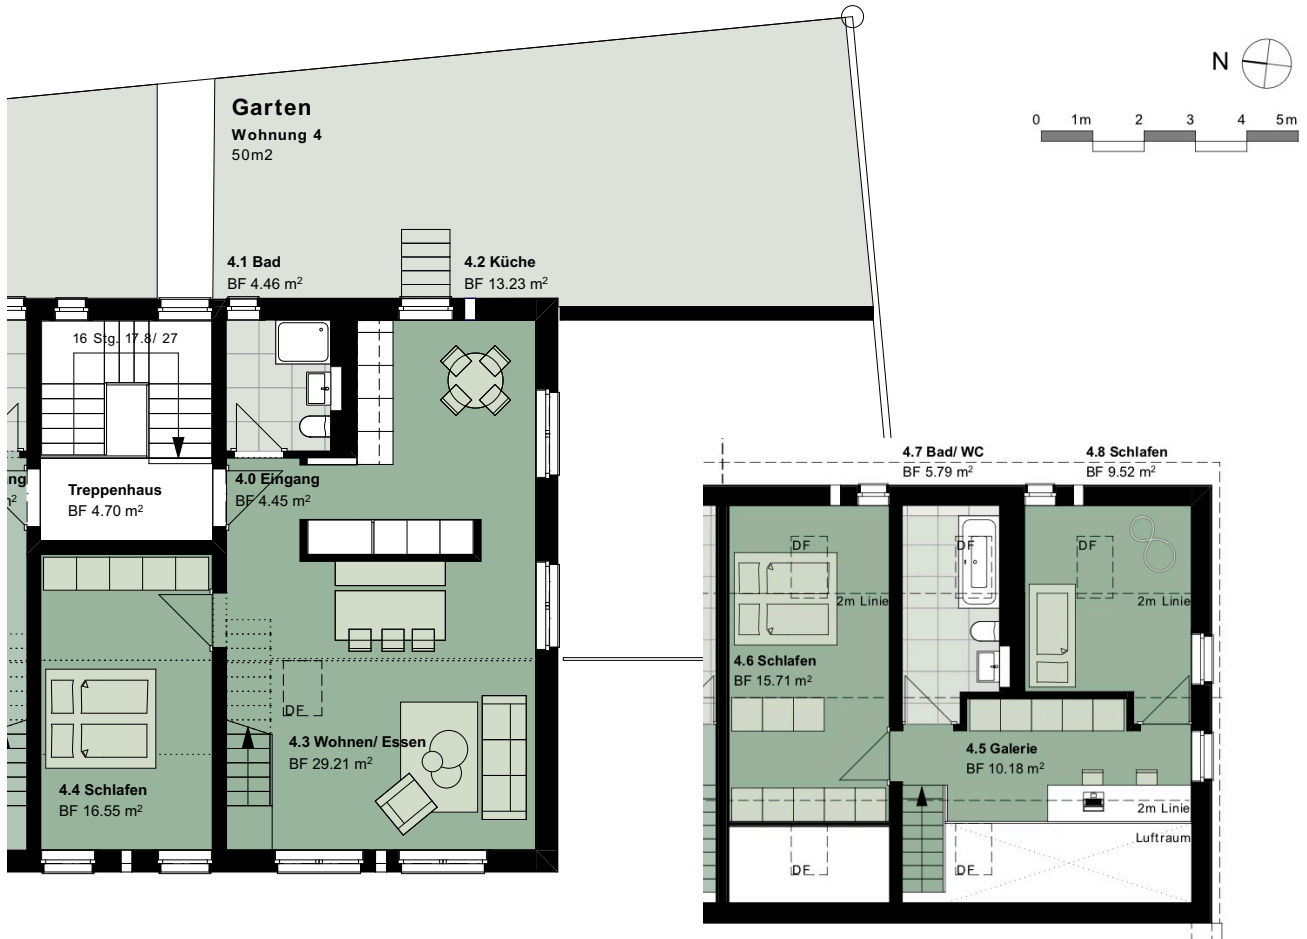 Garten
Wohnung 4
50m2
N
0 1m 2 3 4 5m
4.1 Bad
BF 4.46 m²
4.2 Küche
BF 13.23 m²
16 Stg. 17.8/ 27
ng
m²
Treppenhaus
BF 4.70 m²
4.0 Eingang
BF 4.45 m²
DF
4.3 Wohnen/ Essen
BF 29.21 m²
4.4 Schlafen
BF 16.55 m²
4.7 Bad/ WC
BF 5.79 m²
4.8 Schlafen
BF 9.52 m²
DF
DF
DF
2m Linie
2m Linie
4.6 Schlafen
BF 15.71 m²
4.5 Galerie
BF 10.18 m²
2m Linie
Luftraum
DF
DF